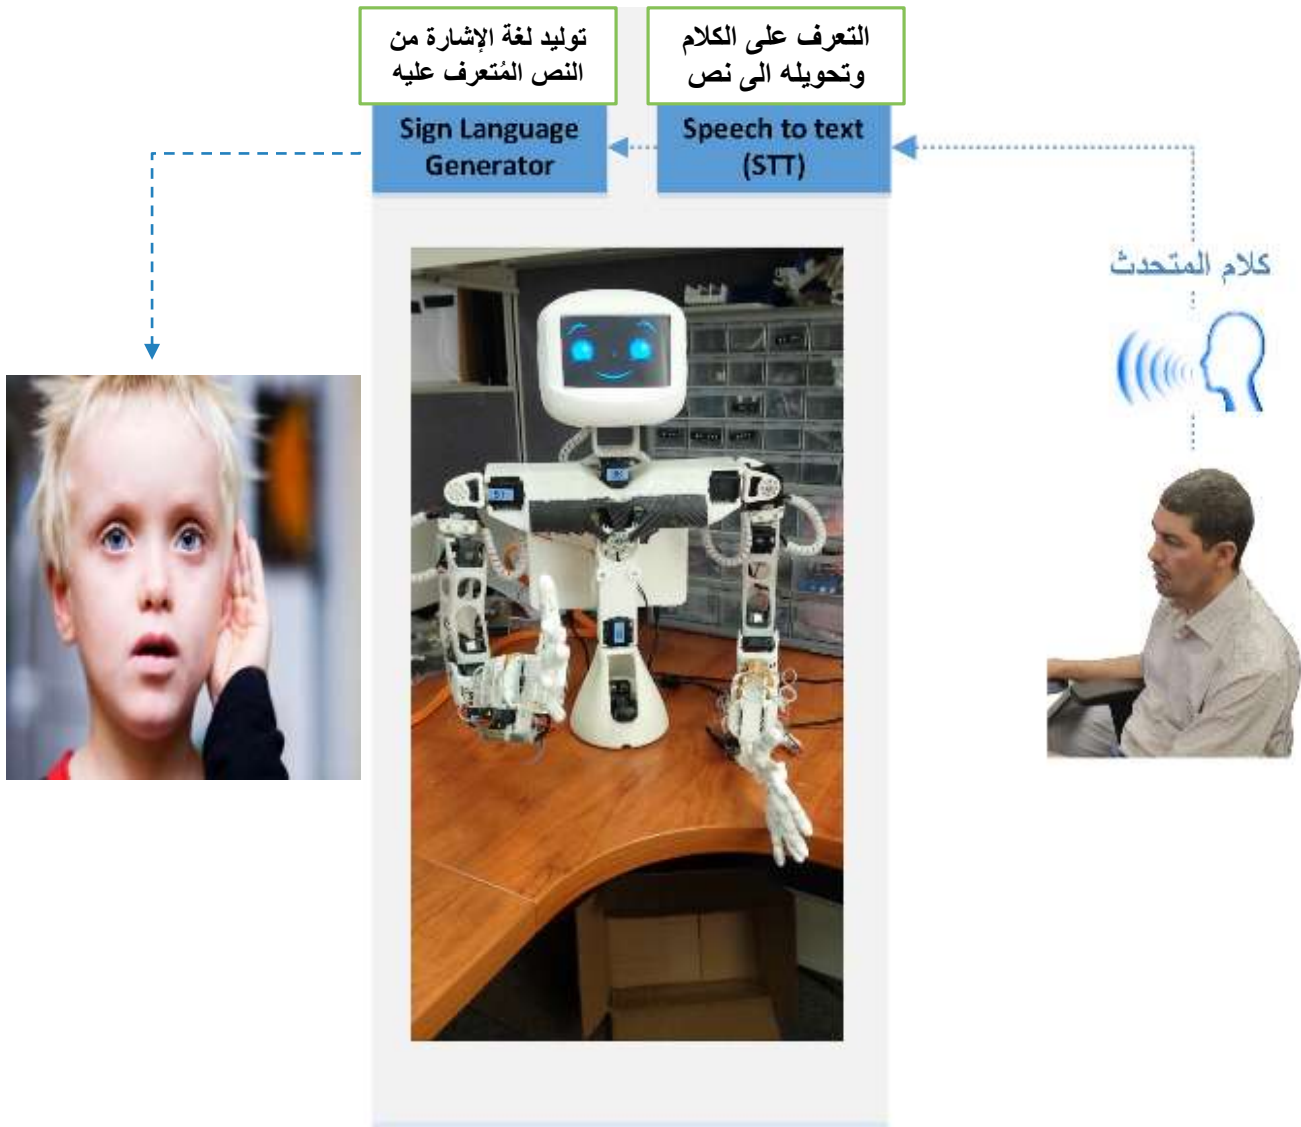 التعرف على الكلام
وتحويله الى نص
توليد لغة الإشارة من
النص المُتعرف عليه
Speech to text
(STT)
Sign Language
Generator
كلام المتحدث